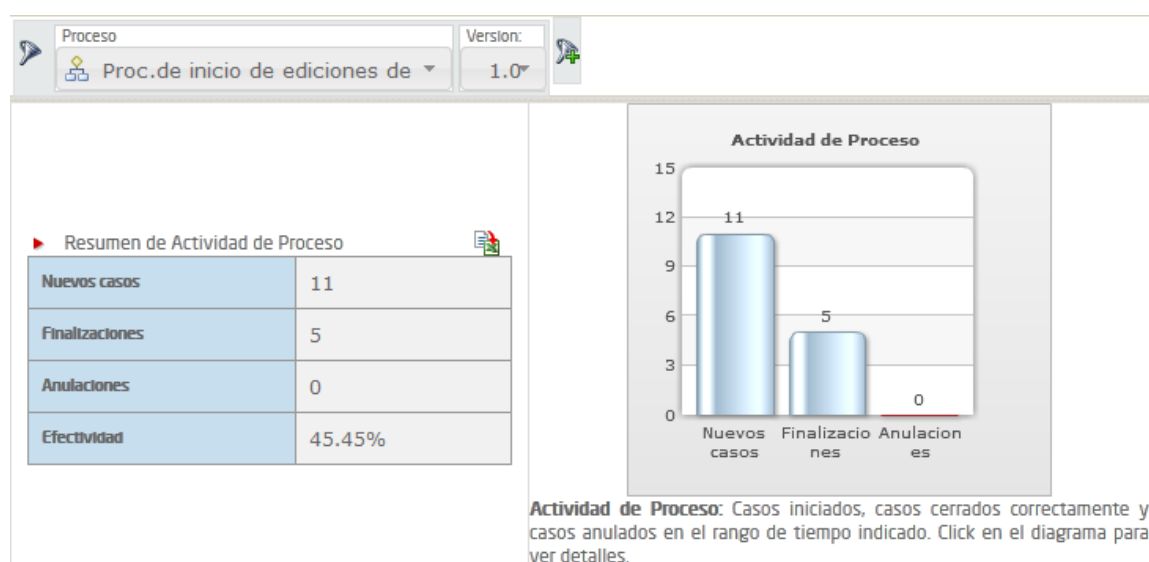 Proceso
Version:
Proc.de inicio de ediciones de
1.0
Resumen de Actividad de Proceso
Nuevos casos 11
Finalizaciones 5
Anulaciones 0
Efectividad 45.45%
Actividad de Proceso
15
12
9
6
3
0
11
5
0
Nuevos casos
Finalizacio nes
Anulacion es
Actividad de Proceso: Casos iniciados, casos cerrados correctamente y
casos anulados en el rango de tiempo indicado. Click en el diagrama para
ver detalles.